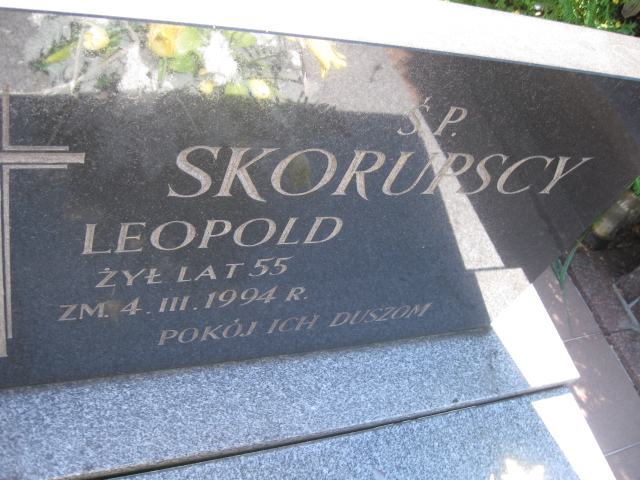 Ś.P.
SKORUPSCY
LEOPOLD
ŻYŁ LAT 55
ZM. 4. III. 1994 R.
POKÓJ ICH DUSZOM